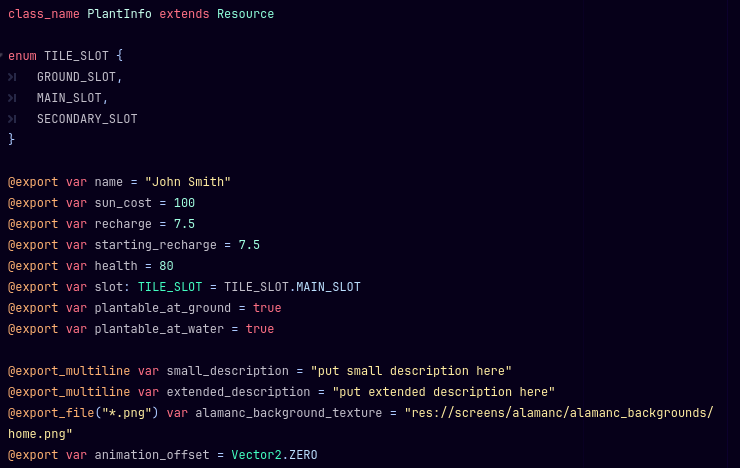 class_name PlantInfo extends Resource
enum TILE_SLOT {
GROUND_SLOT,
MAIN_SLOT,
SECONDARY_SLOT
}
@export var name = "John Smith"
@export var sun_cost = 100
@export var recharge = 7.5
@export var starting_recharge = 7.5
@export var health = 80
@export var slot: TILE_SLOT = TILE_SLOT.MAIN_SLOT
@export var plantable_at_ground = true
@export var plantable_at_water = true
@export_multiline var small_description = "put small description here"
@export_multiline var extended_description = "put extended description here"
@export_file("*.png") var alamanc_background_texture = "res://screens/alamanc/alamanc_backgrounds/
home.png"
@export var animation_offset = Vector2.ZERO